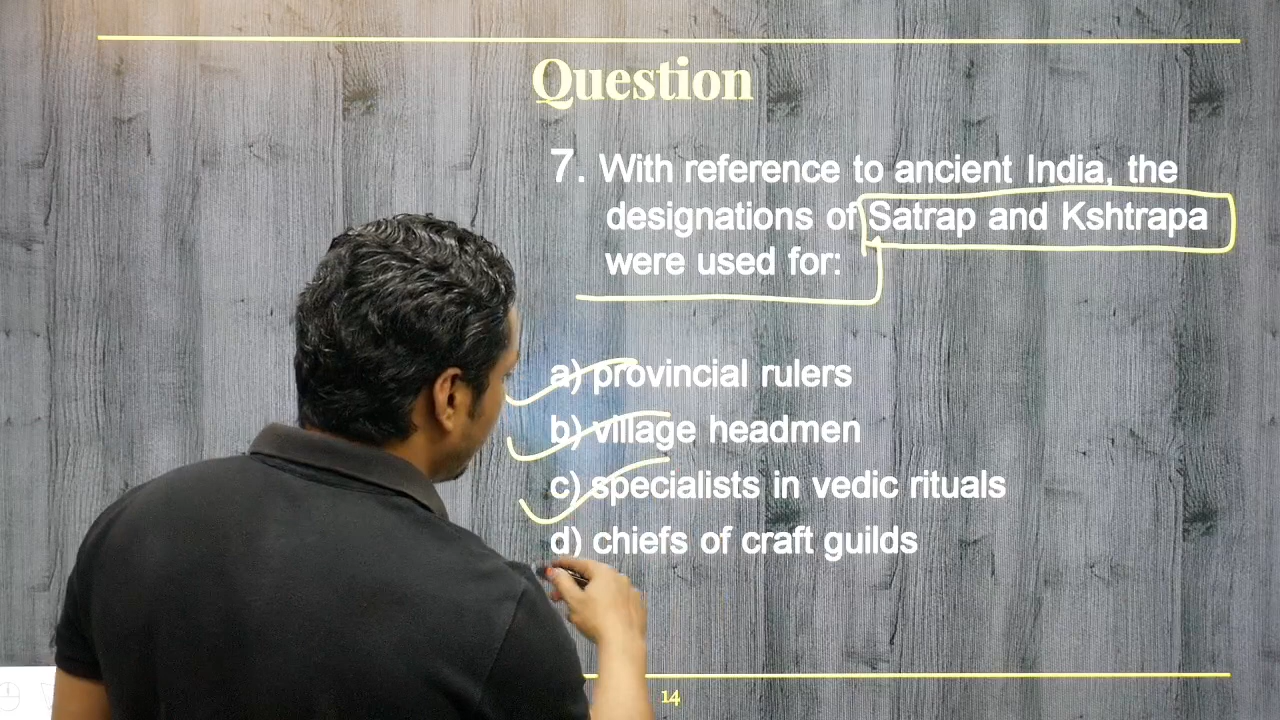 Question
7. With reference to ancient India, the
designations of Satrap and Kshtrapa
were used for:
a) provincial rulers
b) village headmen
c) specialists in vedic rituals
d) chiefs of craft guilds
14